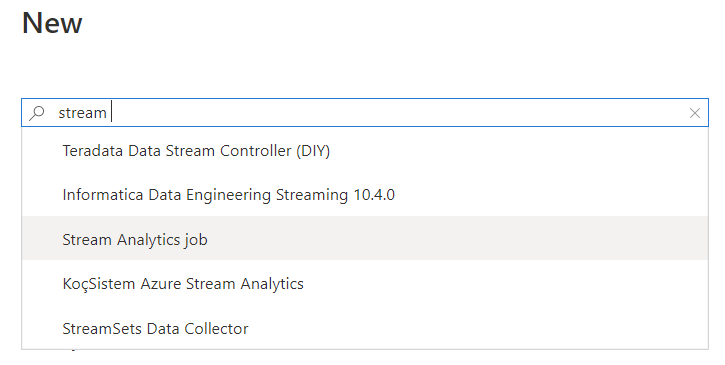 New
stream
Teradata Data Stream Controller (DIY)
Informatica Data Engineering Streaming 10.4.0
Stream Analytics job
KoçSistem Azure Stream Analytics
StreamSets Data Collector